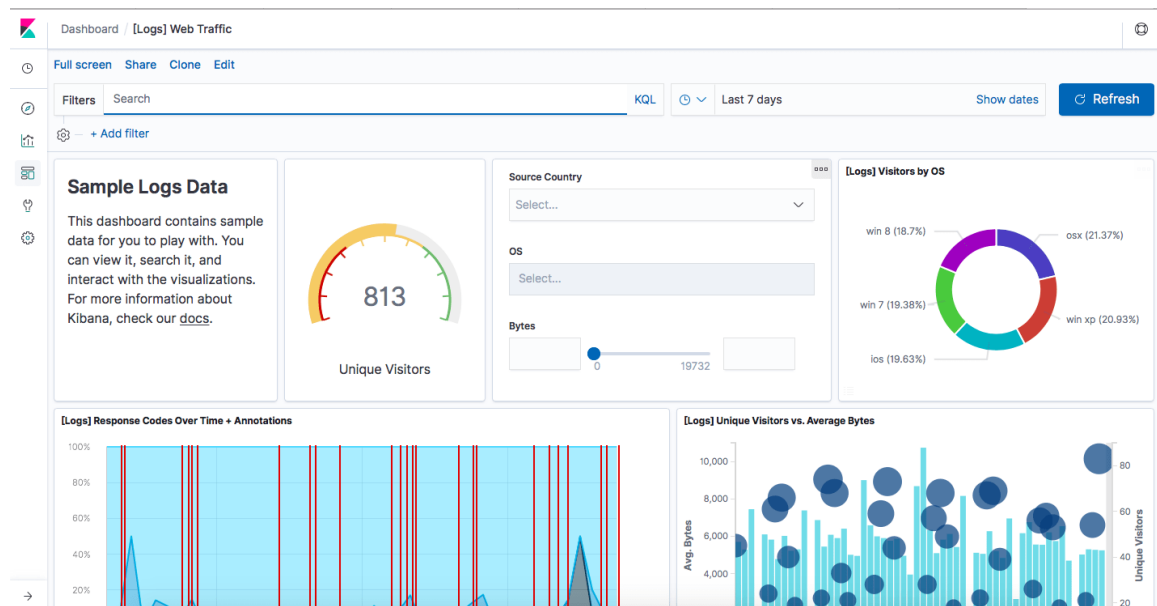 Dashboard / [Logs] Web Traffic
Full screen Share Clone Edit
Filters Search KQL Last 7 days Show dates Refresh
+ Add filter
Sample Logs Data
This dashboard contains sample
data for you to play with. You
can view it, search it, and
interact with the visualizations.
For more information about
Kibana, check our docs.
813
Unique Visitors
Source Country
Select...
OS
Select...
Bytes
0 19732
[Logs] Visitors by OS
win 8 (18.7%)
osx (21.37%)
win 7 (19.38%)
win xp (20.93%)
ios (19.63%)
[Logs] Response Codes Over Time + Annotations
100%
80%
60%
40%
20%
[Logs] Unique Visitors vs. Average Bytes
10,000
8,000
6,000
4,000
Avg. Bytes
80
60
40
20
Unique Visitors